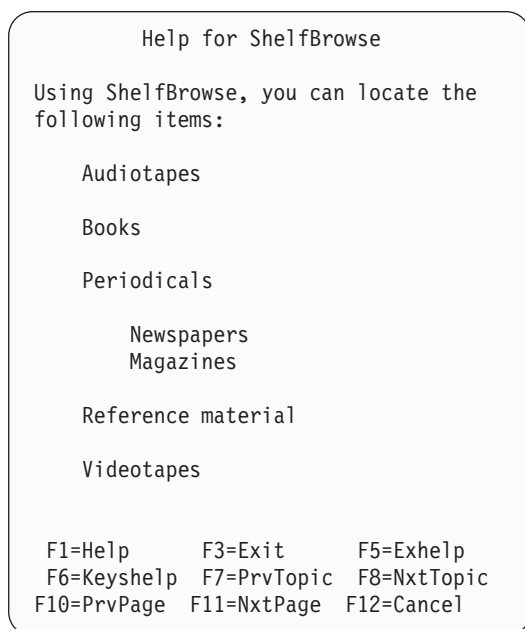 Help for ShelfBrowse
Using ShelfBrowse, you can locate the
following items:
Audiotapes
Books
Periodicals
Newspapers
Magazines
Reference material
Videotapes
F1=Help F3=Exit F5=Exhelp
F6=Keyshelp F7=PrvTopic F8=NxtTopic
F10=PrvPage F11=NxtPage F12=Cancel